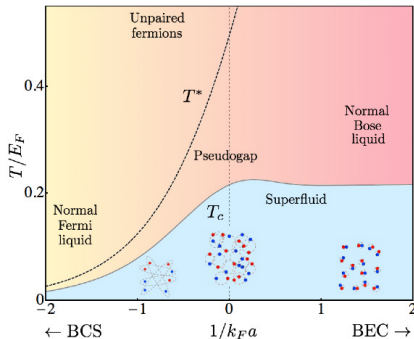 Unpaired
fermions
0.4
T*
T/E_F
Normal
Bose
liquid
Pseudogap
0.2
Normal
Fermi
liquid
T_c
Superfluid
0
−2
−1
0
1
2
← BCS
1/k_F a
BEC →